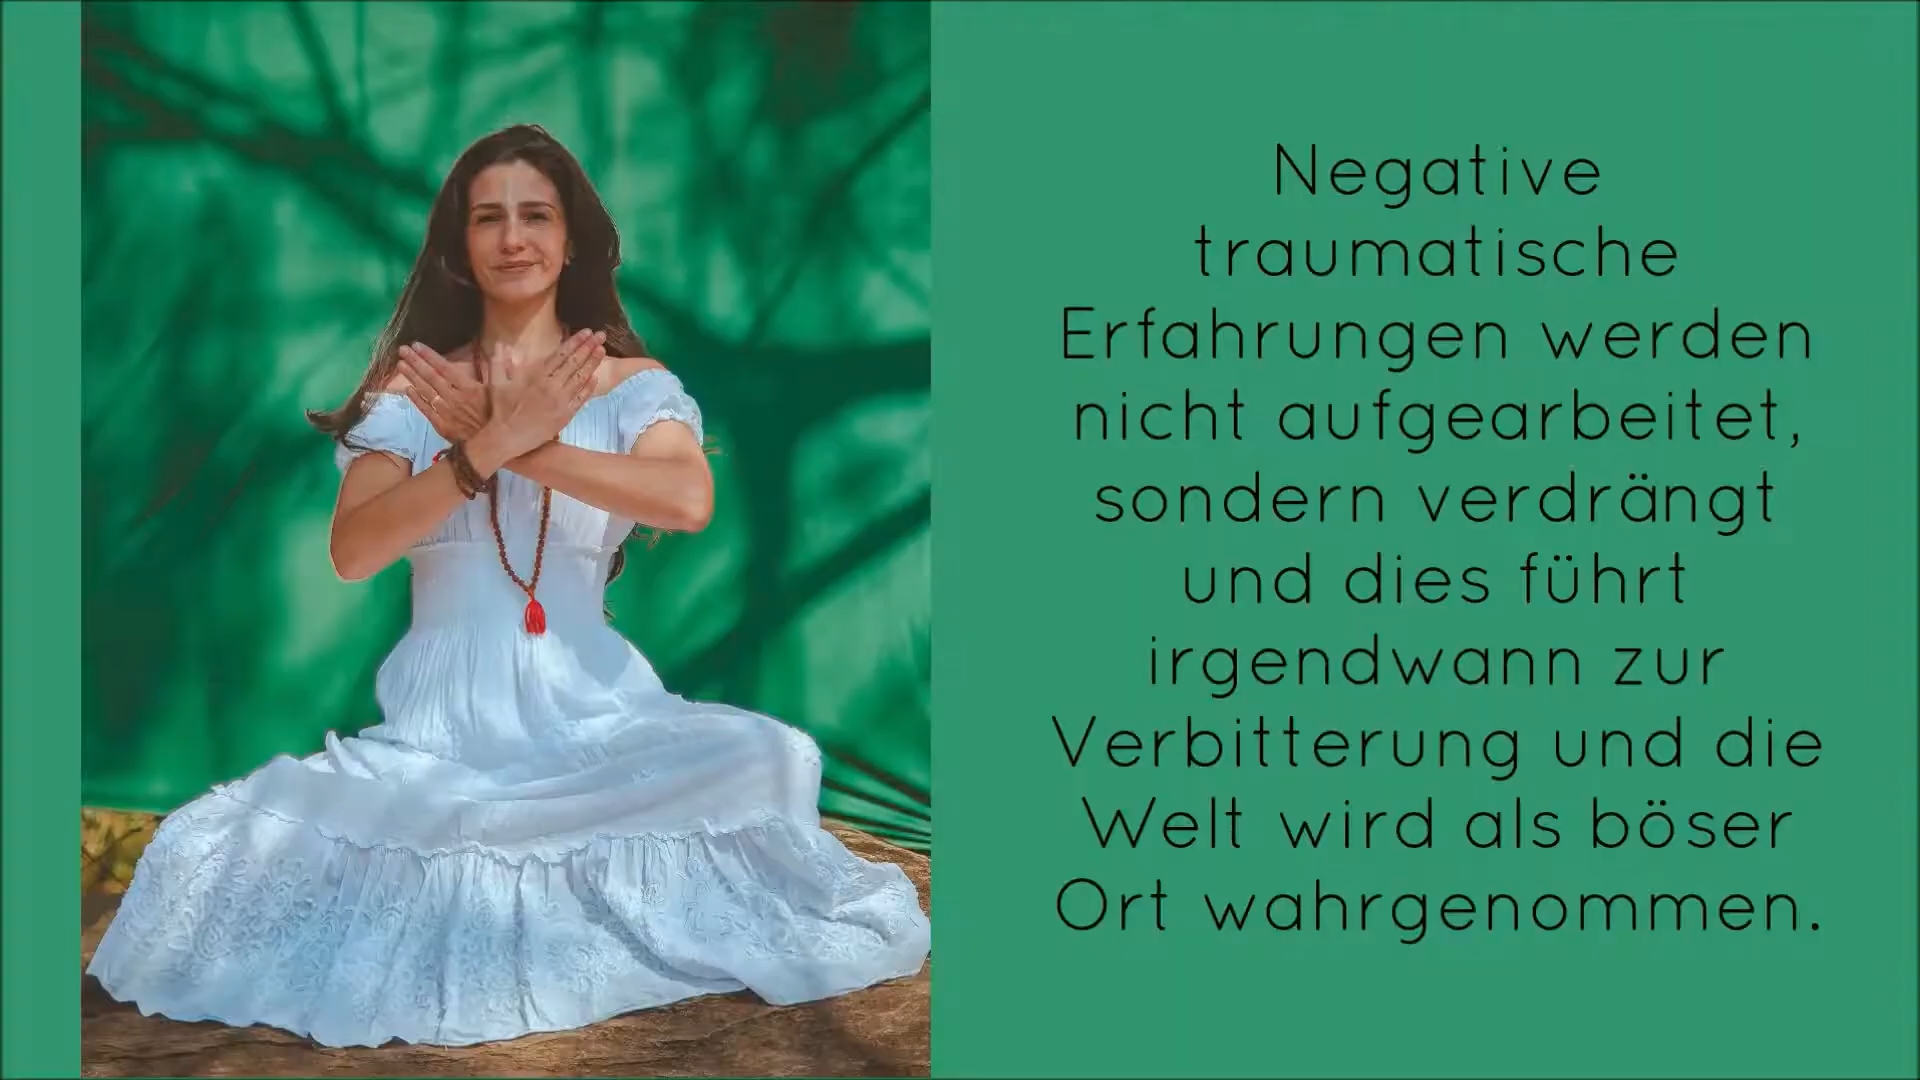 Negative
traumatische
Erfahrungen werden
nicht aufgearbeitet,
sondern verdrängt
und dies führt
irgendwann zur
Verbitterung und die
Welt wird als böser
Ort wahrgenommen.